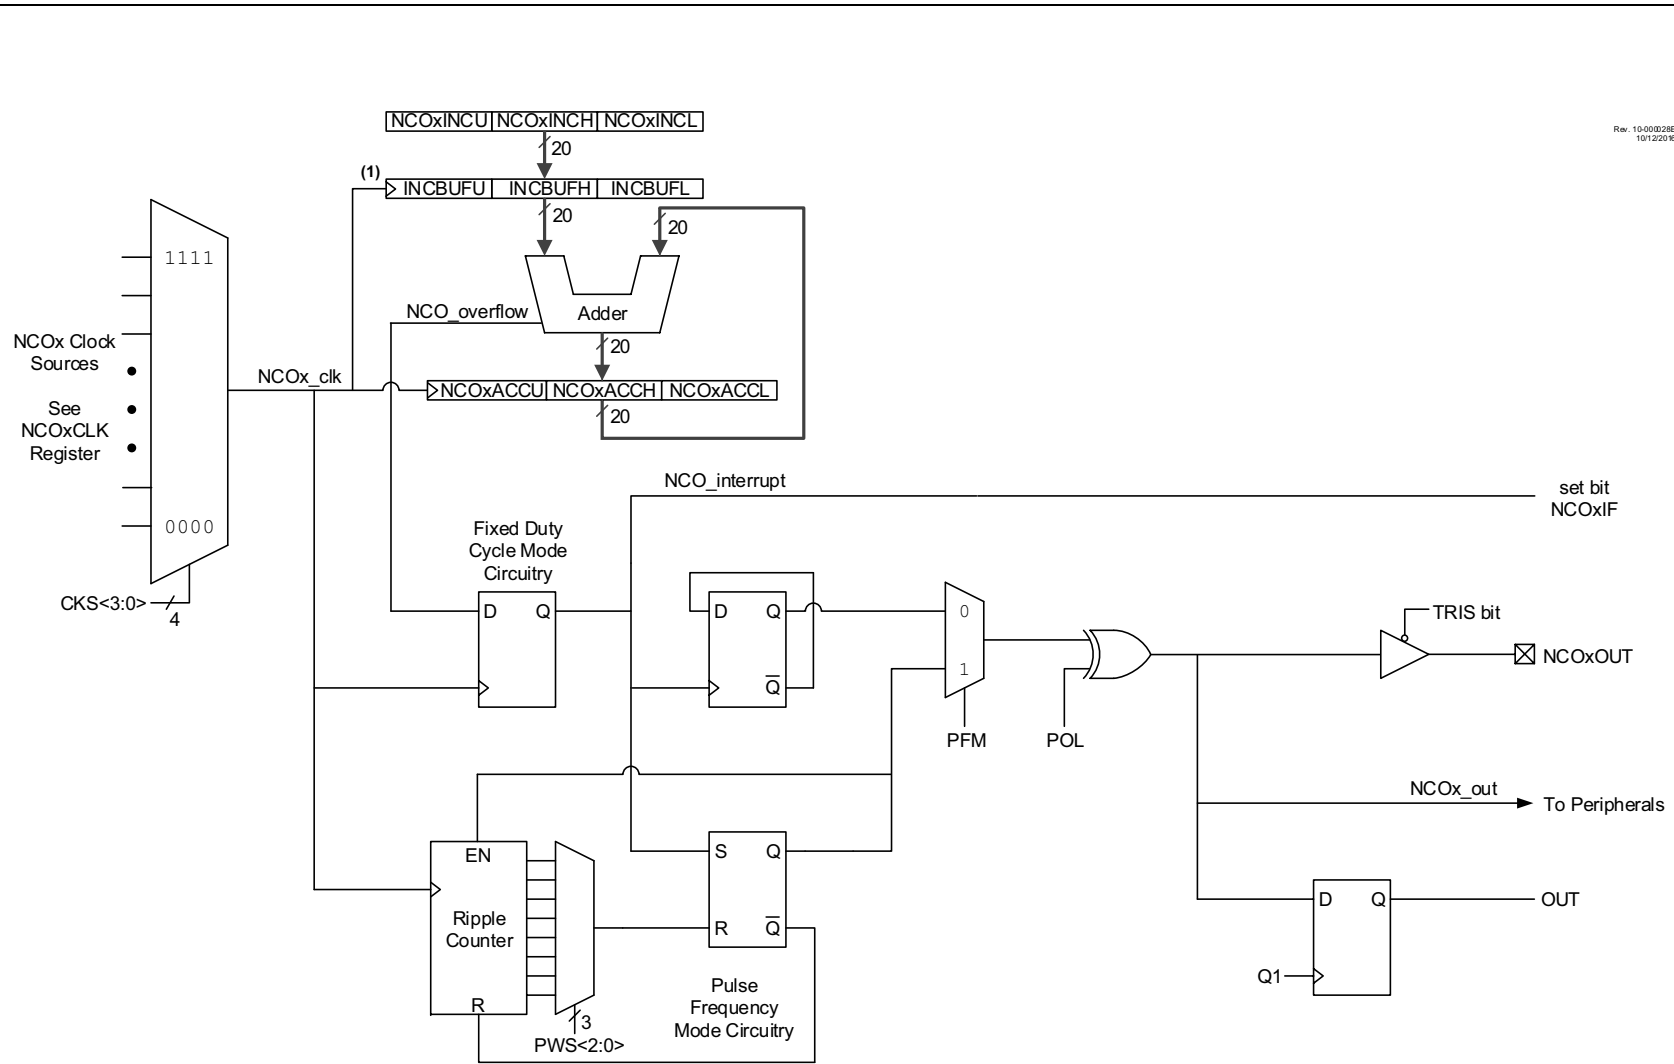 NCOxINCU NCOxINCH NCOxINCL
20
Rev. 10-000028B
10/12/2016
(1)
INCBUFU INCBUFH INCBUFL
20
20
1111
NCO_overflow
Adder
NCOx Clock
Sources
20
NCOx_clk
NCOxACCU NCOxACCH NCOxACCL
See
NCOxCLK
Register
20
NCO_interrupt
set bit
NCOxIF
0000
Fixed Duty
Cycle Mode
Circuitry
CKS<3:0>
4
D Q
D Q
Q̅
0
1
TRIS bit
NCOxOUT
PFM
POL
NCOx_out
To Peripherals
EN
S Q
R Q̅
Ripple
Counter
R
D Q
OUT
Q1
Pulse
Frequency
Mode Circuitry
3
PWS<2:0>